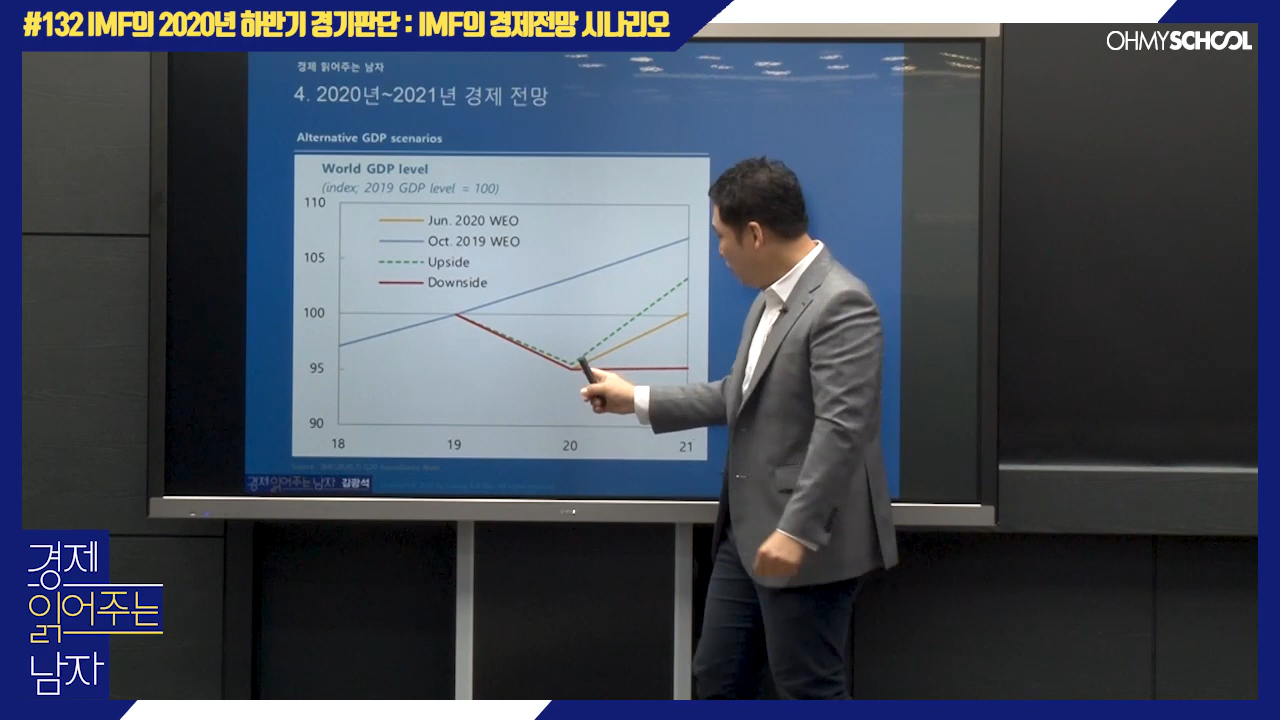 #132 IMF의 2020년 하반기 경기판단 : IMF의 경제전망 시나리오
OHMYSCHOOL
경제 읽어주는 남자
4. 2020년~2021년 경제 전망
Alternative GDP scenarios
World GDP level
(index; 2019 GDP level = 100)
110
105
100
95
90
Jun. 2020 WEO
Oct. 2019 WEO
Upside
Downside
18 19 20 21
경제 읽어주는 남자 김광석
경제
읽어주는
남자